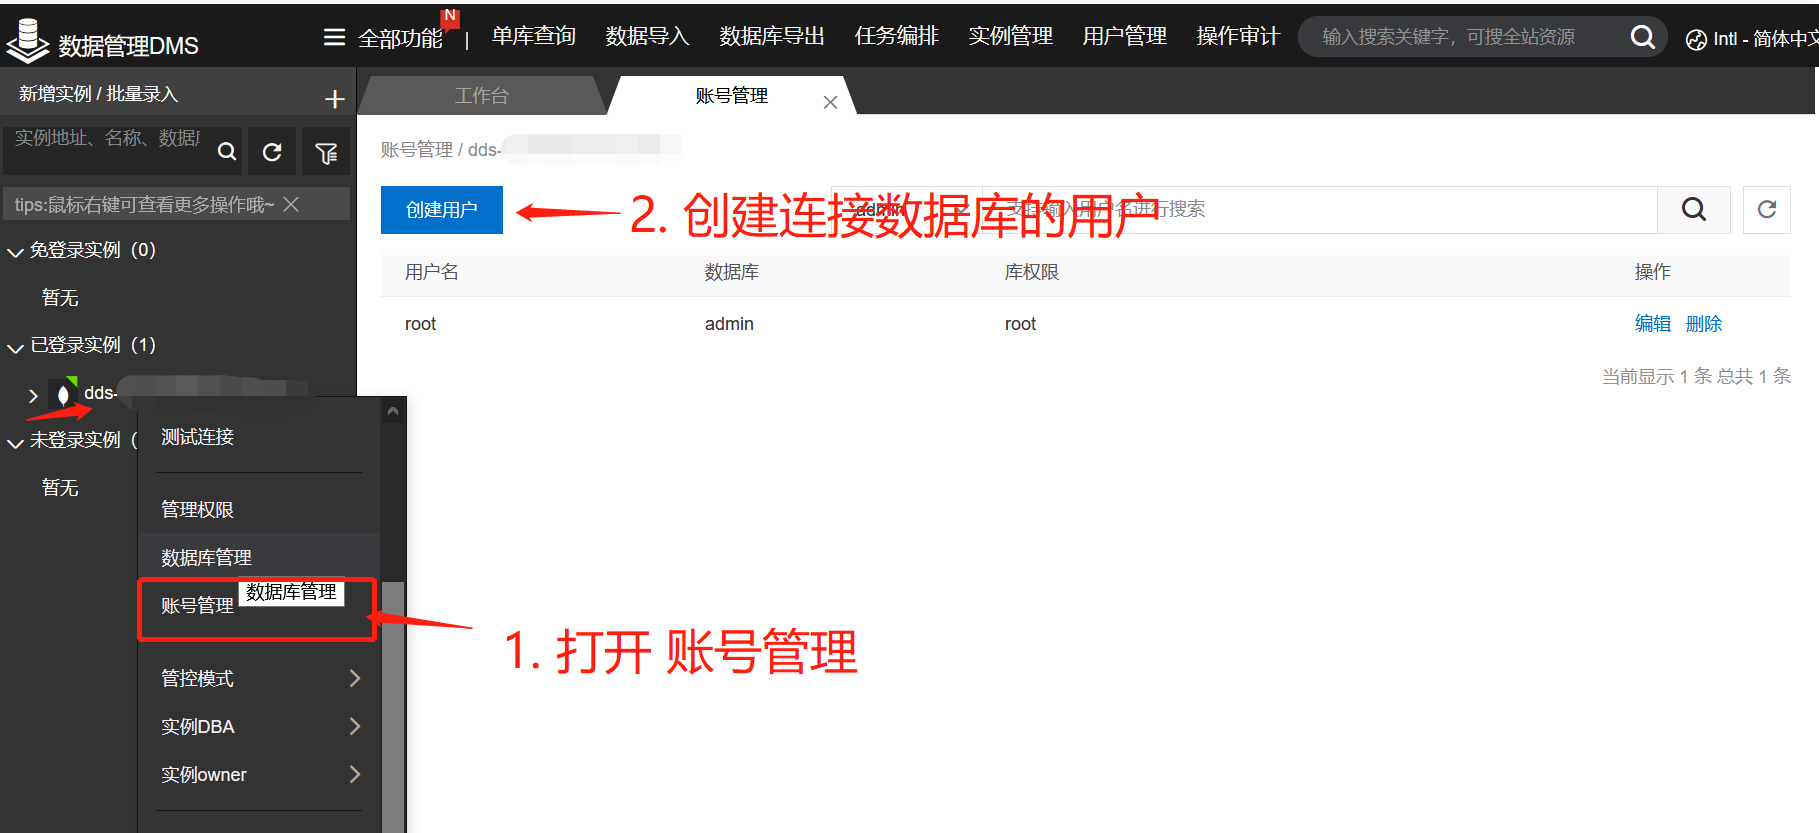 数据管理DMS
全部功能
N
单库查询 数据导入 数据库导出 任务编排 实例管理 用户管理 操作审计
输入搜索关键字，可搜全站资源
Intl - 简体中文
新增实例 / 批量录入
工作台
账号管理
实例地址、名称、数据库
账号管理 / dds-
tips:鼠标右键可查看更多操作哦~
创建用户
2. 创建连接数据库的用户
admin
支持输入用户名进行搜索
免登录实例（0）
用户名 数据库 库权限 操作
暂无
root admin root 编辑 删除
已登录实例（1）
当前显示 1 条 总共 1 条
dds-
未登录实例（
暂无
测试连接
管理权限
数据库管理
账号管理
数据库管理
1. 打开 账号管理
管控模式
实例DBA
实例owner